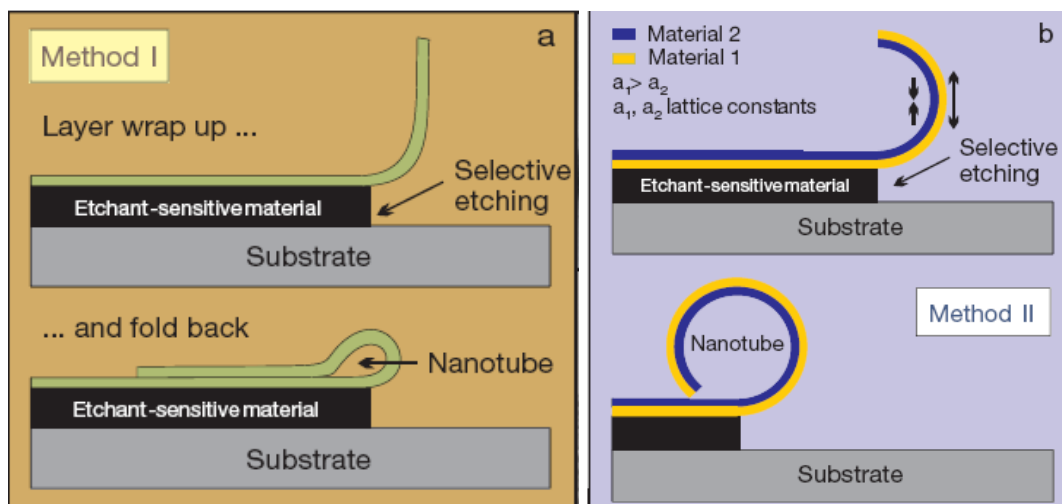 a
Method I
Layer wrap up ...
Selective
etching
Etchant-sensitive material
Substrate
... and fold back
Nanotube
Etchant-sensitive material
Substrate
b
Material 2
Material 1
a₁> a₂
a₁, a₂ lattice constants
Selective
etching
Etchant-sensitive material
Substrate
Method II
Nanotube
Substrate